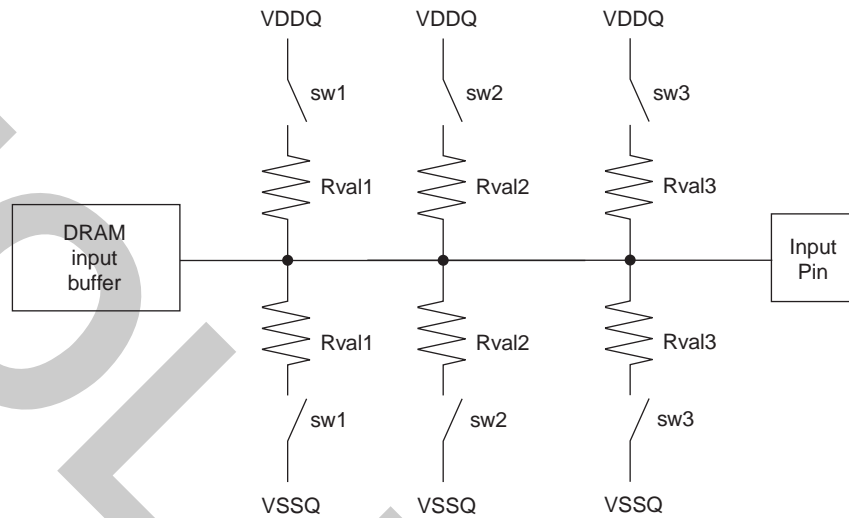 VDDQ VDDQ VDDQ
sw1 sw2 sw3
Rval1 Rval2 Rval3
DRAM
input
buffer
Input
Pin
Rval1 Rval2 Rval3
sw1 sw2 sw3
VSSQ VSSQ VSSQ